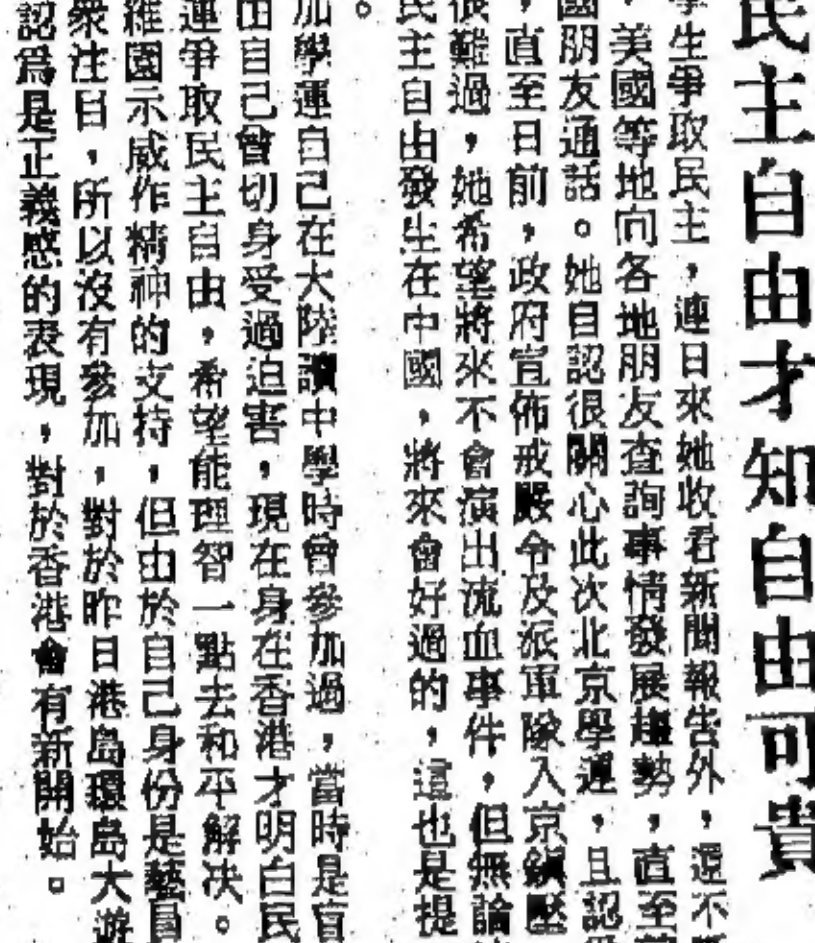 民主自由才知自由可貴
學生爭取民主，連日來她收看新聞報告外，還不
，美國等地向各地朋友查詢事情發展趨勢，直至
國朋友通話。她自認很關心此次北京學運，且認
，直至日前，政府宣佈戒嚴令及派軍隊入京鎮壓
很難過，她希望將來不會演出流血事件，但無論
民主自由發生在中國，將來會好過的，這也是提
。
加學運自己在大陸讀中學時曾參加過，當時是盲
由自己曾切身受過迫害，現在身在香港才明白民
運爭取民主自由，希望能理智一點去和平解決。
維園示威作精神的支持，但由於自己身份是藝員
衆注目，所以沒有參加，對於昨日港島環島大遊
認爲是正義感的表現，對於香港會有新開始。